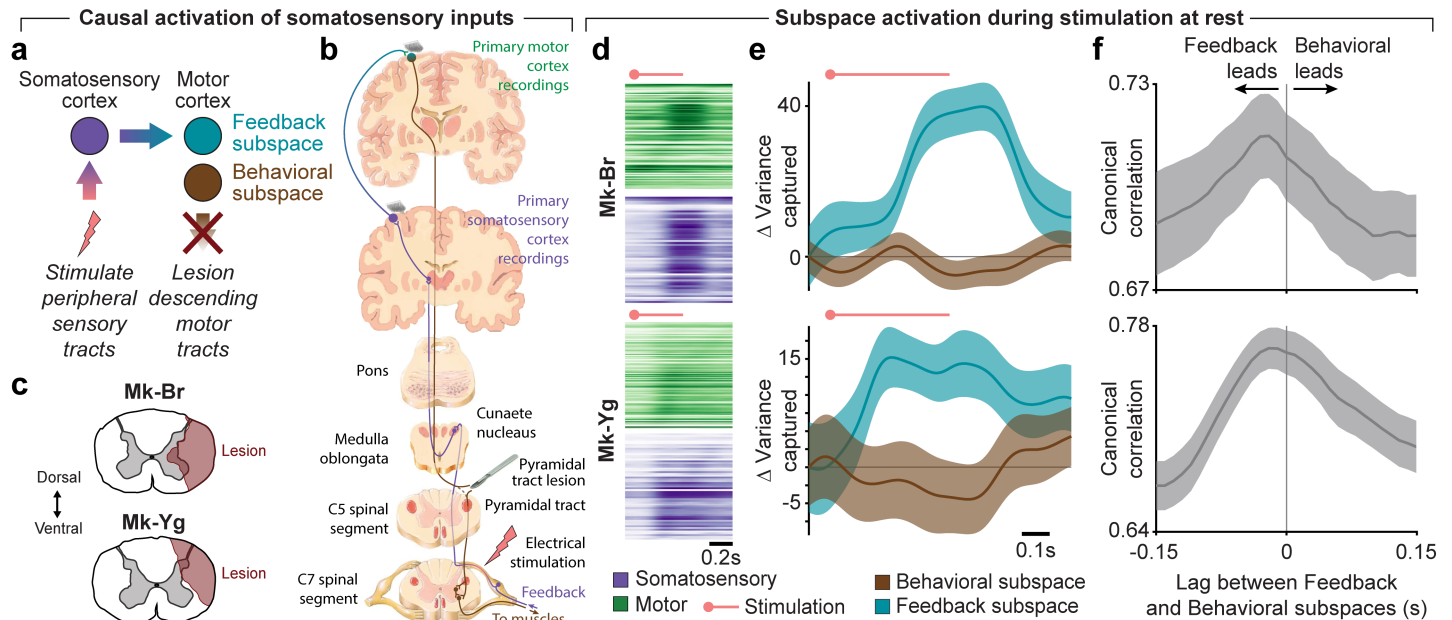 Causal activation of somatosensory inputs
Subspace activation during stimulation at rest
a
Somatosensory
cortex
Motor
cortex
Feedback
subspace
Behavioral
subspace
Stimulate
peripheral
sensory
tracts
Lesion
descending
motor
tracts
b
Primary motor
cortex
recordings
Primary
somatosensory
cortex
recordings
Pons
Cunaete
nucleaus
Medulla
oblongata
Pyramidal
tract lesion
Pyramidal tract
C5 spinal
segment
Electrical
stimulation
C7 spinal
segment
Feedback
To muscles
c
Mk-Br
Lesion
Dorsal
Ventral
Mk-Yg
Lesion
d
Mk-Br
Mk-Yg
0.2s
Somatosensory
Motor
Stimulation
e
Δ Variance
captured
40
0
Δ Variance
captured
15
-5
0.1s
Behavioral subspace
Feedback subspace
f
Feedback
leads
Behavioral
leads
0.73
Canonical
correlation
0.67
0.78
Canonical
correlation
0.64
-0.15
0
0.15
Lag between Feedback
and Behavioral subspaces (s)